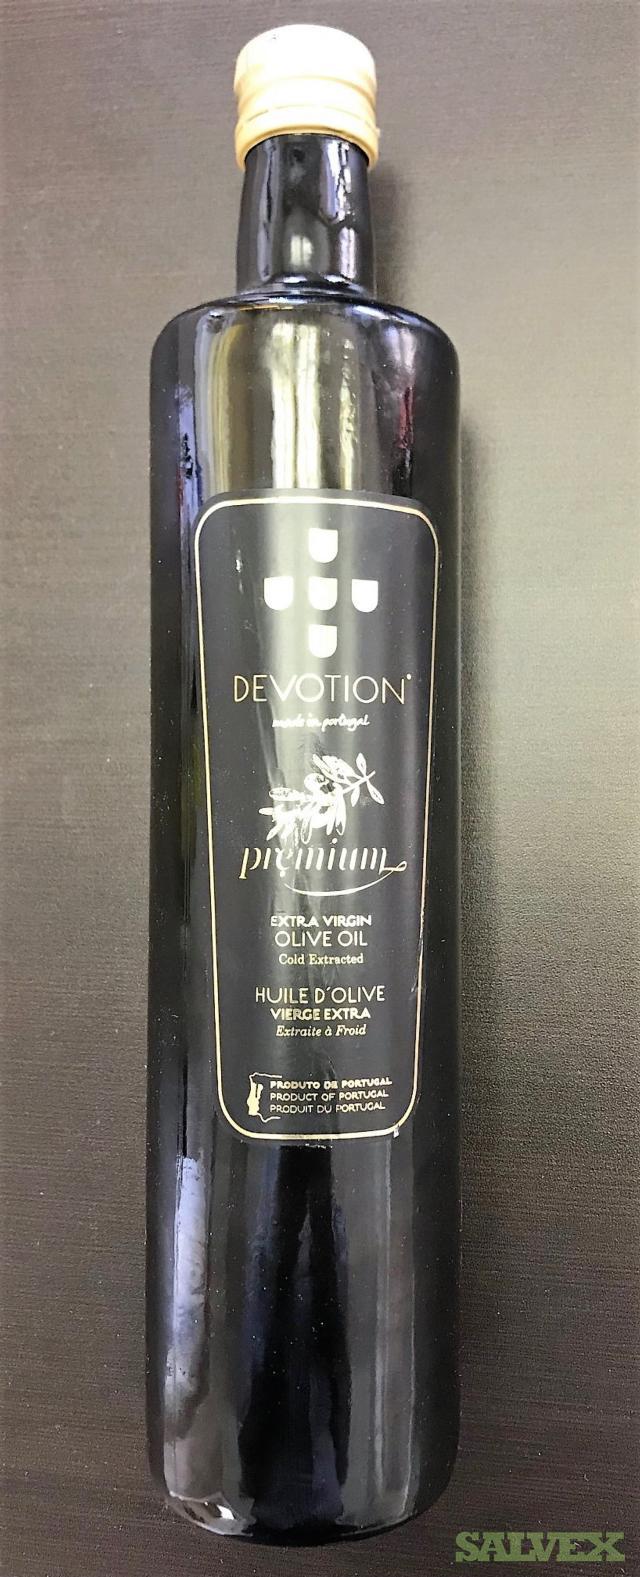 DEVOTION
made in portugal
premium
EXTRA VIRGIN
OLIVE OIL
Cold Extracted
HUILE D'OLIVE
VIERGE EXTRA
Extraite à Froid
PRODUTO DE PORTUGAL
PRODUCT OF PORTUGAL
PRODUIT DU PORTUGAL
SALVEX